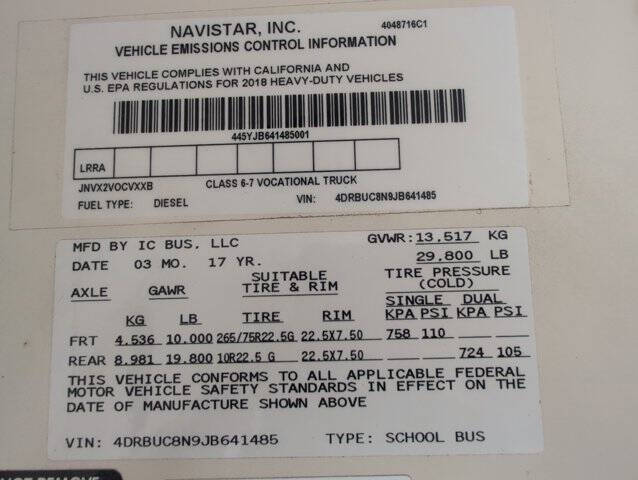 NAVISTAR, INC. 4048716C1
VEHICLE EMISSIONS CONTROL INFORMATION
THIS VEHICLE COMPLIES WITH CALIFORNIA AND
U.S. EPA REGULATIONS FOR 2018 HEAVY-DUTY VEHICLES
445YJB641485001
LRRA
JNVX2VOCVXXB CLASS 6-7 VOCATIONAL TRUCK
FUEL TYPE: DIESEL VIN: 4DRBUC8N9JB641485
MFD BY IC BUS, LLC GVWR: 13,517 KG
DATE 03 MO. 17 YR. 29,800 LB
AXLE GAWR SUITABLE TIRE & RIM TIRE PRESSURE (COLD)
SINGLE DUAL
KG LB TIRE RIM KPA PSI KPA PSI
FRT 4,536 10,000 265/75R22.5G 22.5X7.50 758 110
REAR 8,981 19,800 10R22.5 G 22.5X7.50 724 105
THIS VEHICLE CONFORMS TO ALL APPLICABLE FEDERAL
MOTOR VEHICLE SAFETY STANDARDS IN EFFECT ON THE
DATE OF MANUFACTURE SHOWN ABOVE
VIN: 4DRBUC8N9JB641485 TYPE: SCHOOL BUS